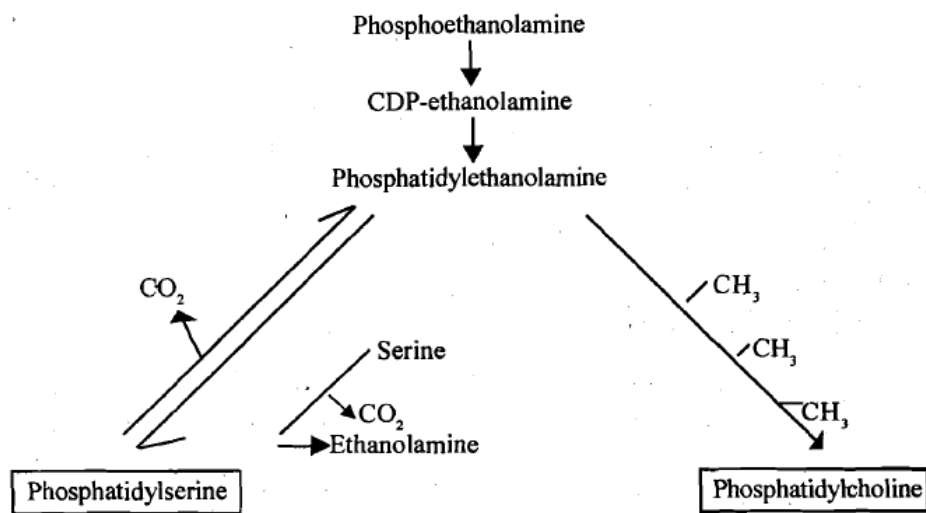 Phosphoethanolamine
CDP-ethanolamine
Phosphatidylethanolamine
CO₂
CH₃
Serine
CH₃
CO₂
CH₃
Ethanolamine
Phosphatidylserine
Phosphatidylcholine